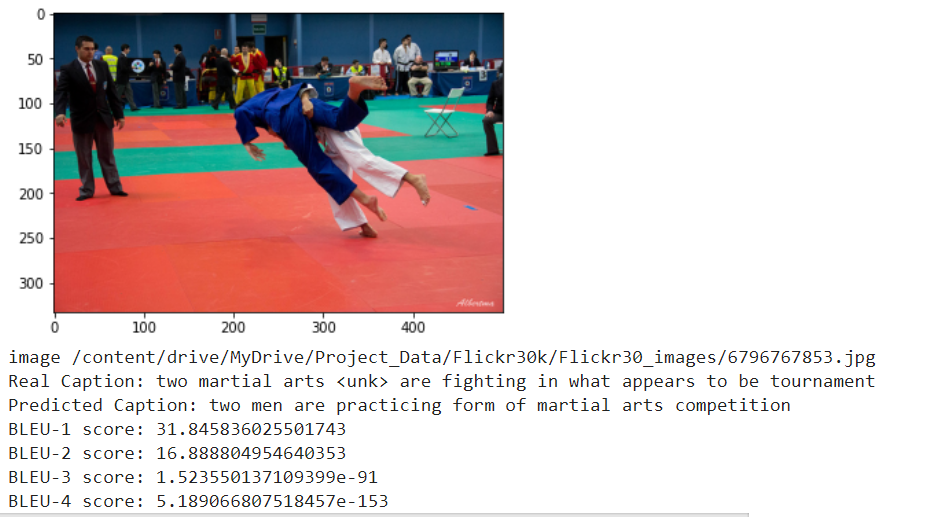 0
50
100
150
200
250
300
0 100 200 300 400
Albertma
image /content/drive/MyDrive/Project_Data/Flickr30k/Flickr30_images/6796767853.jpg
Real Caption: two martial arts <unk> are fighting in what appears to be tournament
Predicted Caption: two men are practicing form of martial arts competition
BLEU-1 score: 31.845836025501743
BLEU-2 score: 16.888804954640353
BLEU-3 score: 1.523550137109399e-91
BLEU-4 score: 5.189066807518457e-153